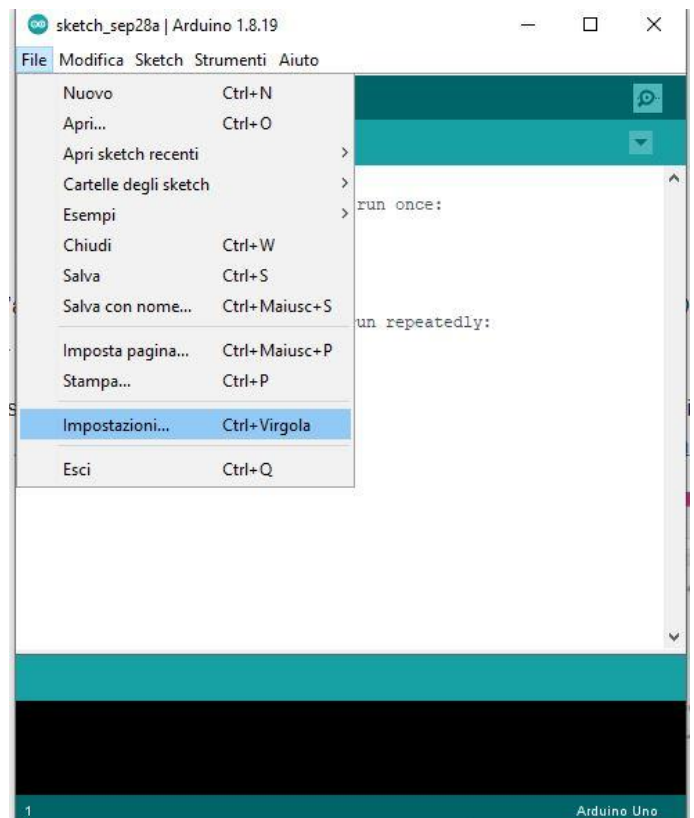 sketch_sep28a | Arduino 1.8.19
File Modifica Sketch Strumenti Aiuto
Nuovo Ctrl+N
Apri... Ctrl+O
Apri sketch recenti
Cartelle degli sketch
Esempi
run once:
Chiudi Ctrl+W
Salva Ctrl+S
Salva con nome... Ctrl+Maiusc+S
run repeatedly:
Imposta pagina... Ctrl+Maiusc+P
Stampa... Ctrl+P
Impostazioni... Ctrl+Virgola
Esci Ctrl+Q
1 Arduino Uno